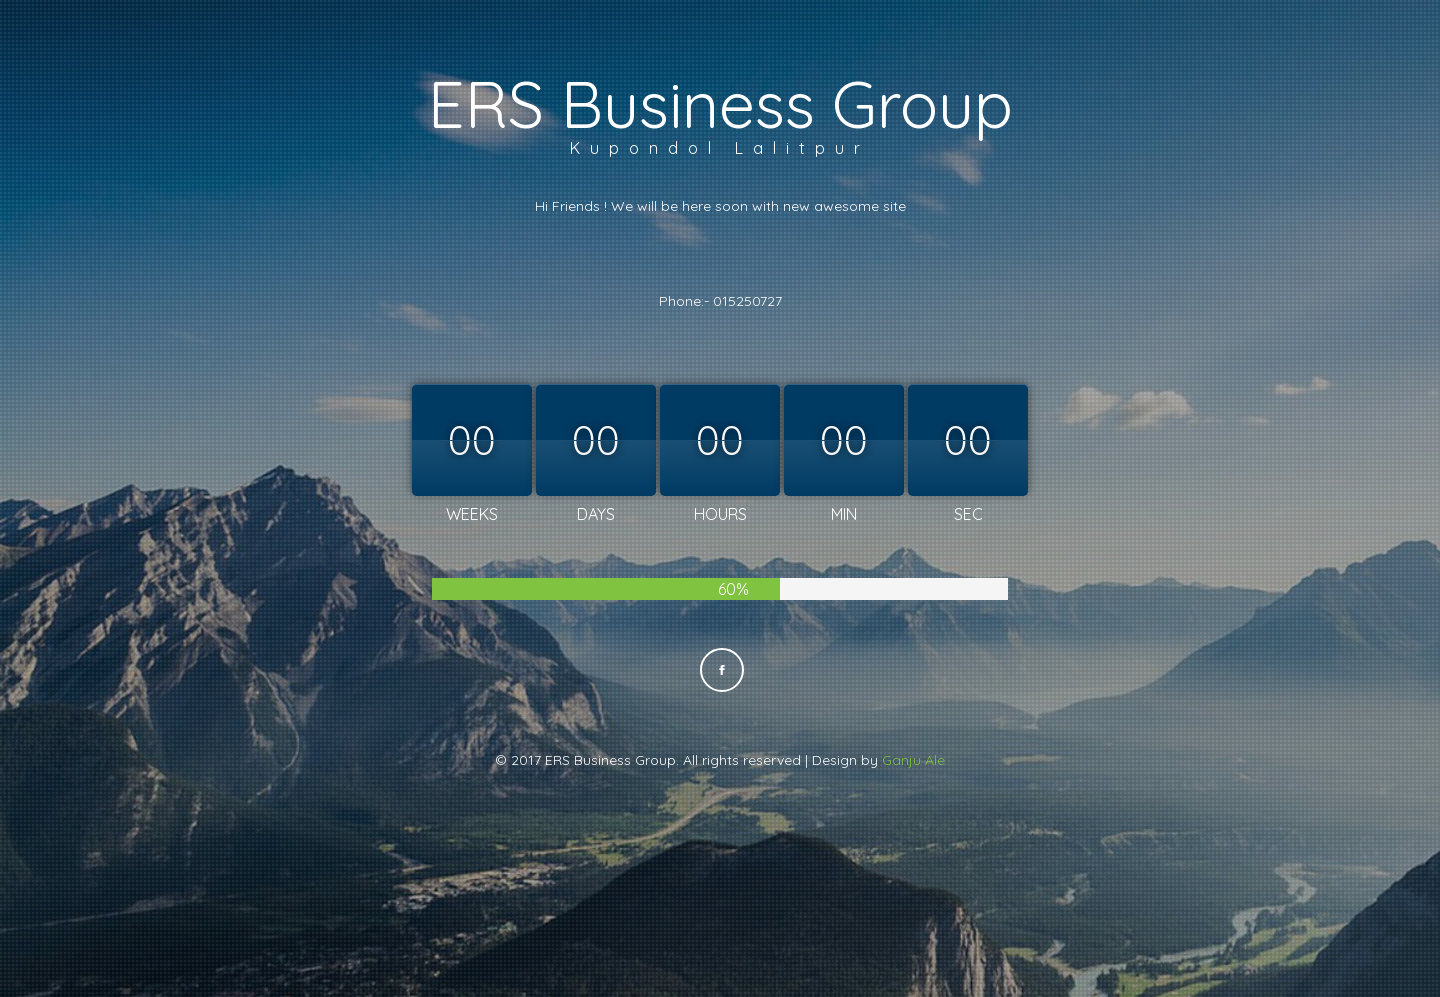 ERS Business Group
Kupondol Lalitpur
Hi Friends ! We will be here soon with new awesome site
Phone:- 015250727
00 00 00 00 00
WEEKS DAYS HOURS MIN SEC
60%
f
© 2017 ERS Business Group. All rights reserved | Design by Ganju Ale